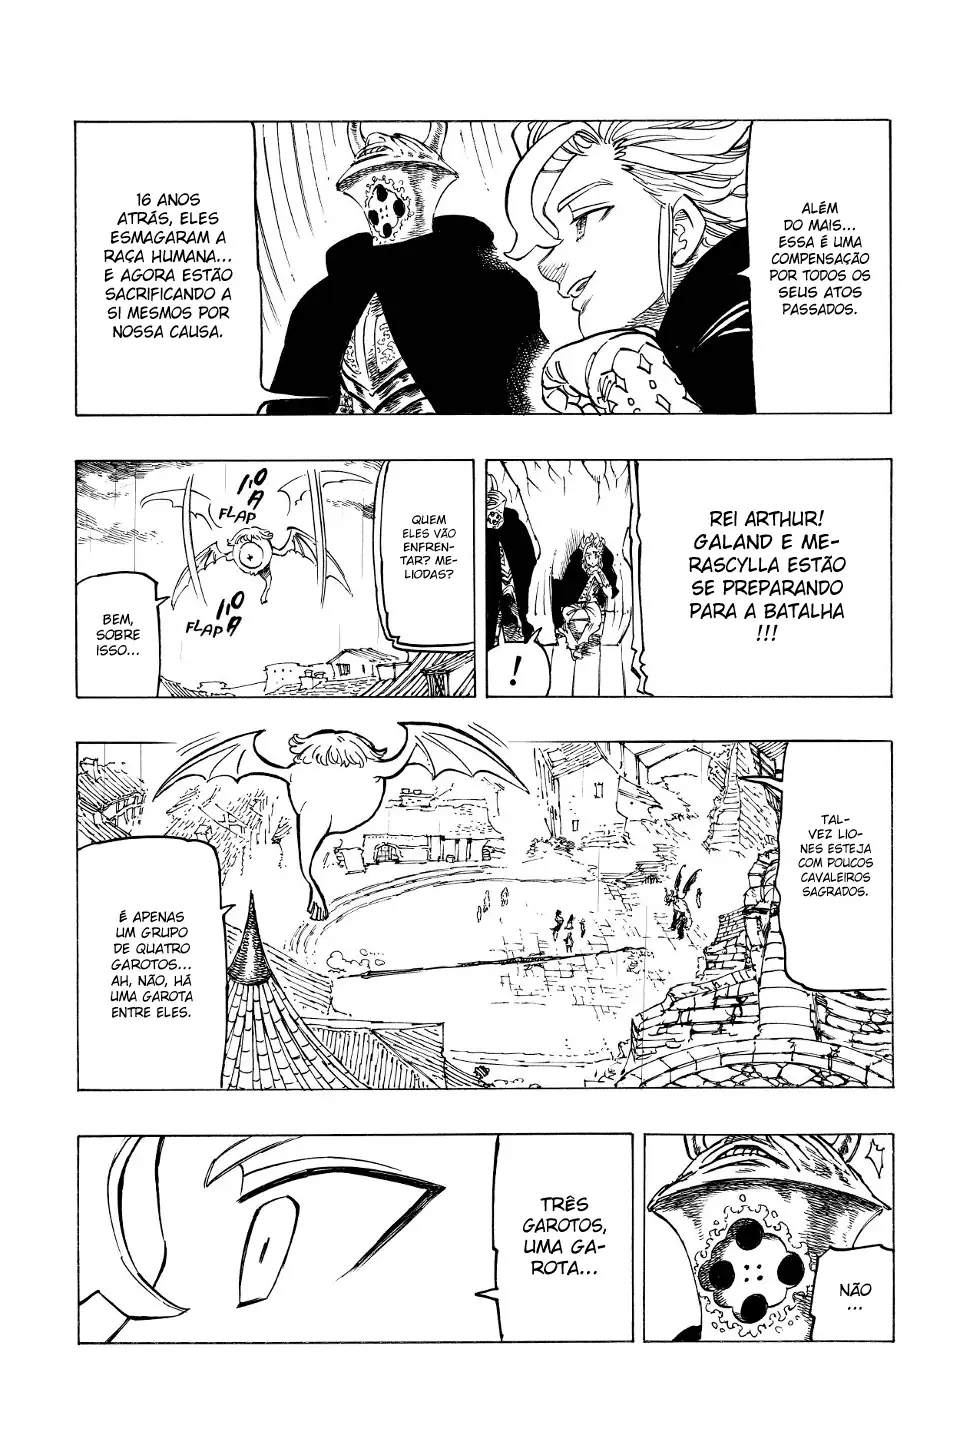 ALÉM
DO MAIS...
ESSA É UMA
COMPENSAÇÃO
POR TODOS OS
SEUS ATOS
PASSADOS.
16 ANOS
ATRÁS, ELES
ESMAGARAM A
RAÇA HUMANA...
E AGORA ESTÃO
SACRIFICANDO A
SI MESMOS POR
NOSSA CAUSA.
REI ARTHUR!
GALAND E ME-
RASCYLLA ESTÃO
SE PREPARANDO
PARA A BATALHA
!!!
!
QUEM
ELES VÃO
ENFREN-
TAR? ME-
LIODAS?
FLAP
FLAP
BEM,
SOBRE
ISSO...
TAL-
VEZ LIO-
NES ESTEJA
COM POUCOS
CAVALEIROS
SAGRADOS.
É APENAS
UM GRUPO
DE QUATRO
GAROTOS...
AH, NÃO, HÁ
UMA GAROTA
ENTRE ELES.
NÃO
...
TRÊS
GAROTOS,
UMA GA-
ROTA...